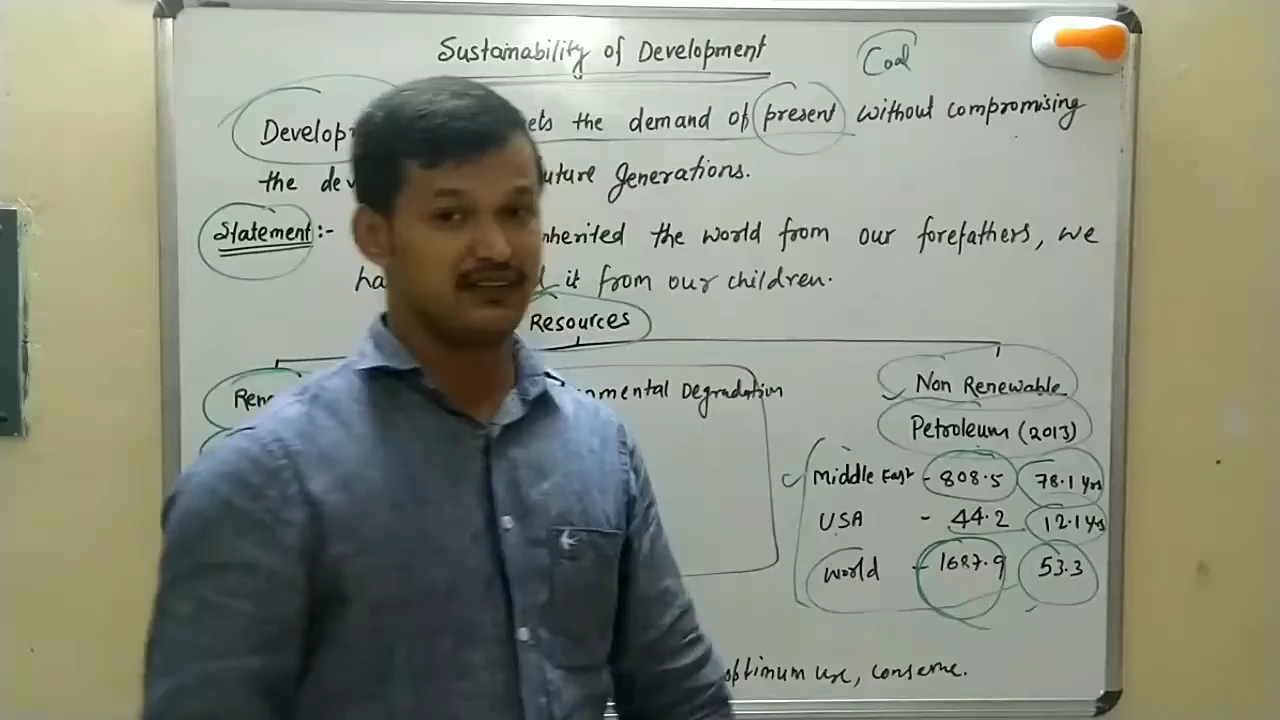 Sustainability of Development
Coal
Develop ets the demand of present without compromising
the dev uture Generations.
Statement :- nherited the world from our forefathers, we
ha it from our children.
Resources
Ren nmental Degradation Non Renewable
Petroleum (2013)
Middle East - 808.5 78.1 yrs
USA - 44.2 12.1 yrs
World - 1687.9 53.3
optimum use, conserve.